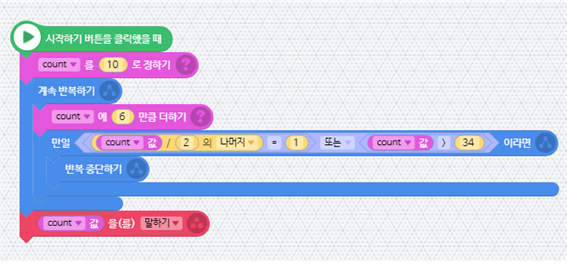 시작하기 버튼을 클릭했을 때
count 를 10 로 정하기 ?
계속 반복하기
count 에 6 만큼 더하기 ?
만일 count 값 / 2 의 나머지 = 1 또는 count 값 > 34 이라면
반복 중단하기
count 값 을(를) 말하기